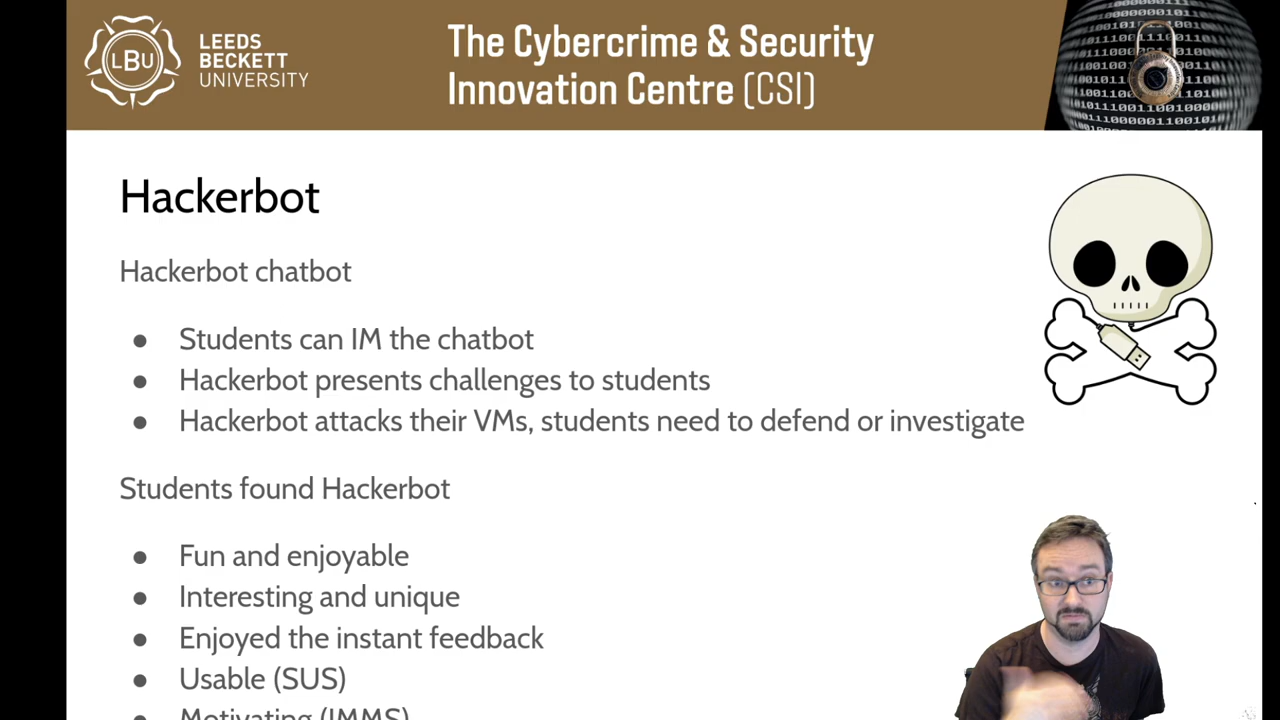 LEEDS
BECKETT
UNIVERSITY
LBU
The Cybercrime & Security
Innovation Centre (CSI)
Hackerbot
Hackerbot chatbot
● Students can IM the chatbot
● Hackerbot presents challenges to students
● Hackerbot attacks their VMs, students need to defend or investigate
Students found Hackerbot
● Fun and enjoyable
● Interesting and unique
● Enjoyed the instant feedback
● Usable (SUS)
● Motivating (IMMS)